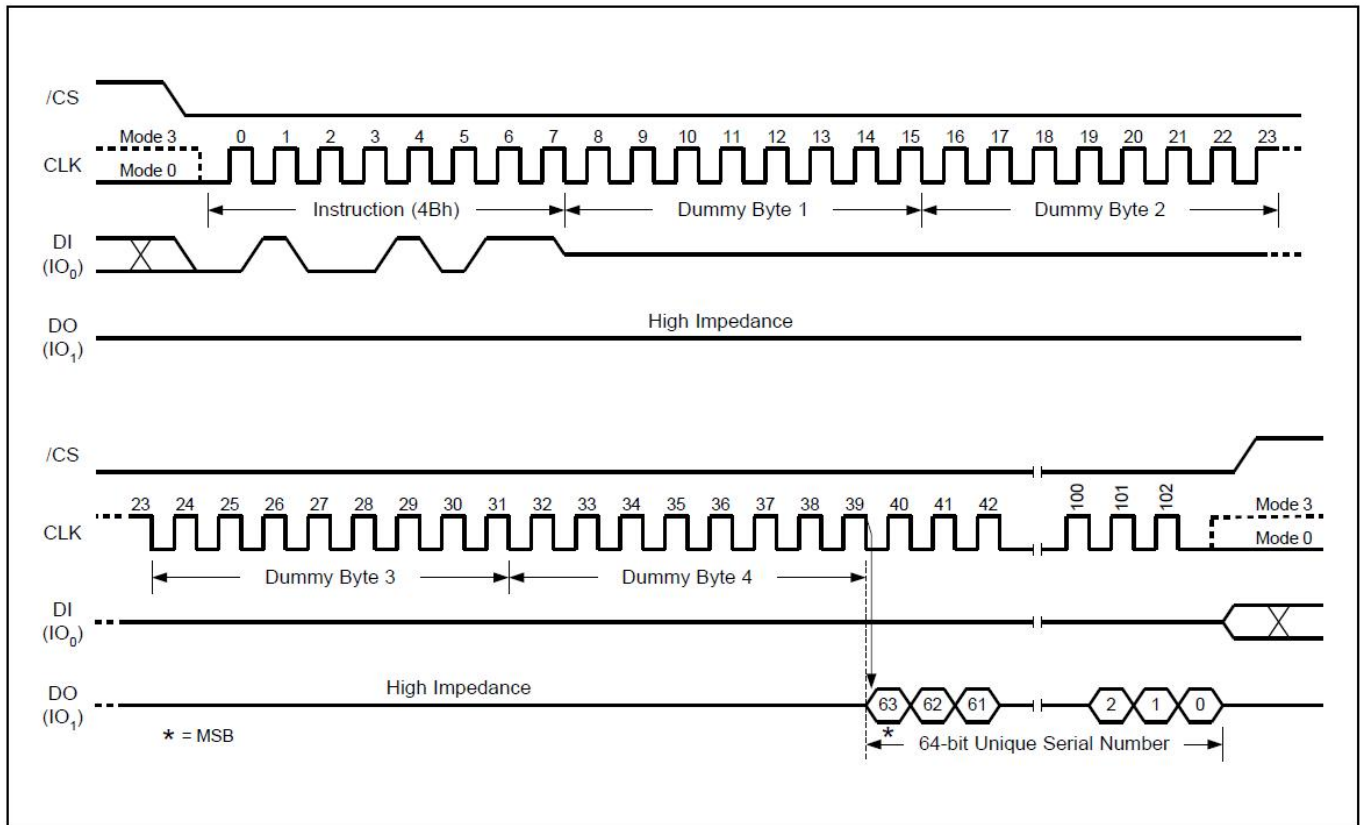 /CS
Mode 3 0 1 2 3 4 5 6 7 8 9 10 11 12 13 14 15 16 17 18 19 20 21 22 23
CLK
Mode 0
Instruction (4Bh) Dummy Byte 1 Dummy Byte 2
DI
(IO₀)
High Impedance
DO
(IO₁)
/CS
23 24 25 26 27 28 29 30 31 32 33 34 35 36 37 38 39 40 41 42 100 101 102 Mode 3
CLK
Mode 0
Dummy Byte 3 Dummy Byte 4
DI
(IO₀)
High Impedance
DO
(IO₁)
63 62 61 2 1 0
* = MSB
* 64-bit Unique Serial Number